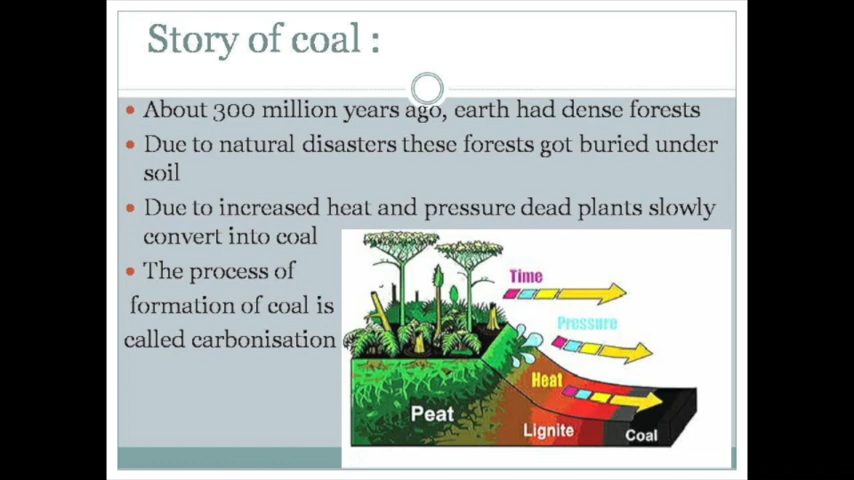 Story of coal :
• About 300 million years ago, earth had dense forests
• Due to natural disasters these forests got buried under
soil
• Due to increased heat and pressure dead plants slowly
convert into coal
• The process of
formation of coal is
called carbonisation
Time
Pressure
Heat
Peat
Lignite
Coal